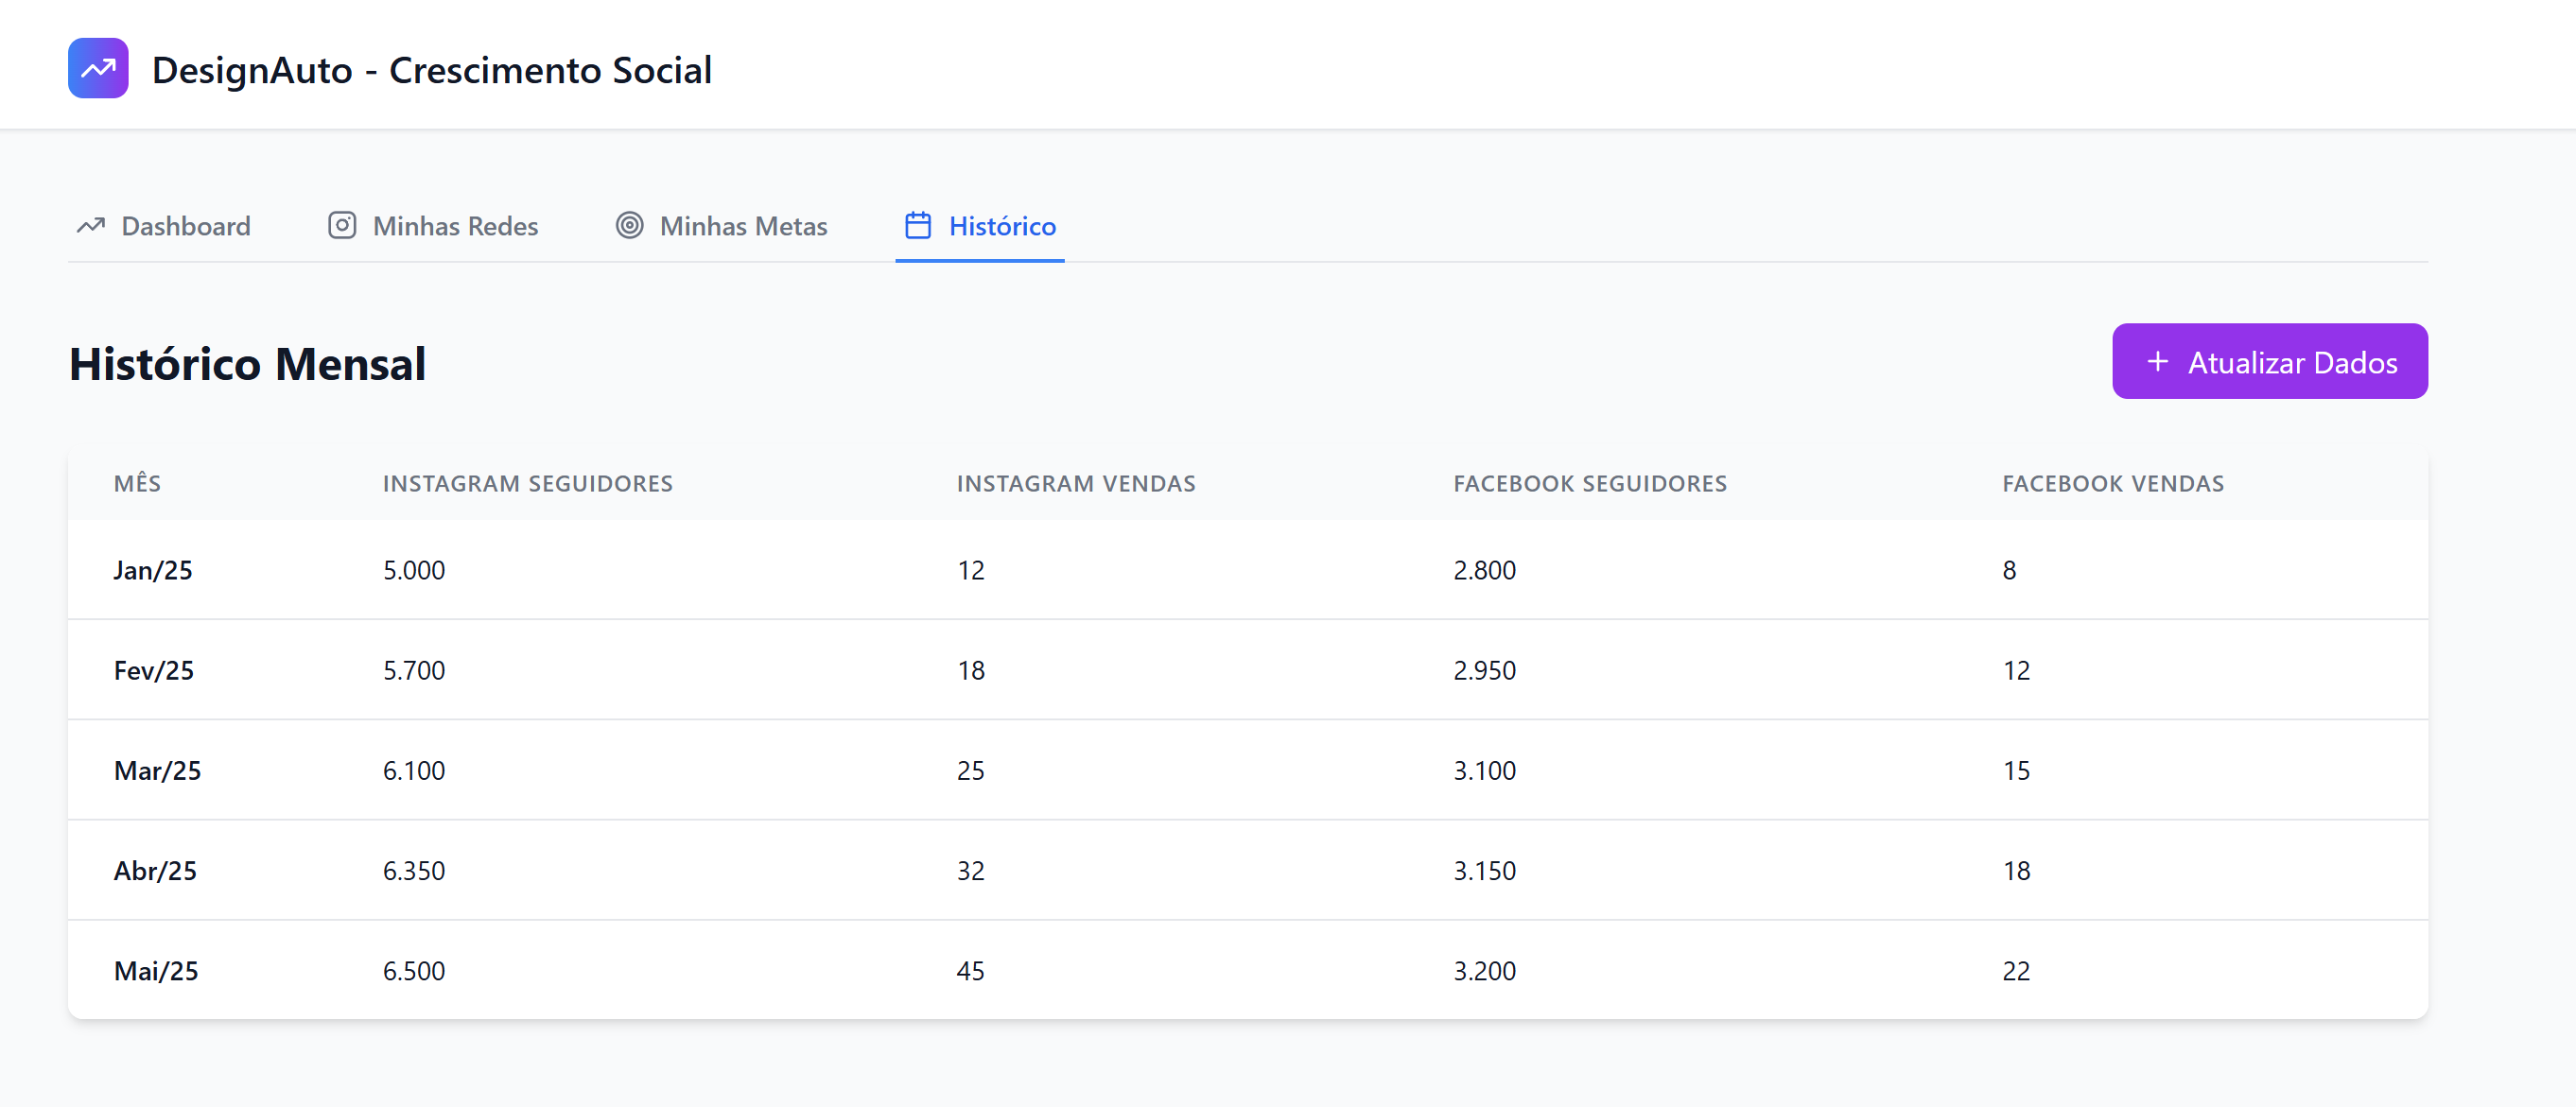 DesignAuto - Crescimento Social
Dashboard Minhas Redes Minhas Metas Histórico
Histórico Mensal
+ Atualizar Dados
MÊS INSTAGRAM SEGUIDORES INSTAGRAM VENDAS FACEBOOK SEGUIDORES FACEBOOK VENDAS
Jan/25 5.000 12 2.800 8
Fev/25 5.700 18 2.950 12
Mar/25 6.100 25 3.100 15
Abr/25 6.350 32 3.150 18
Mai/25 6.500 45 3.200 22